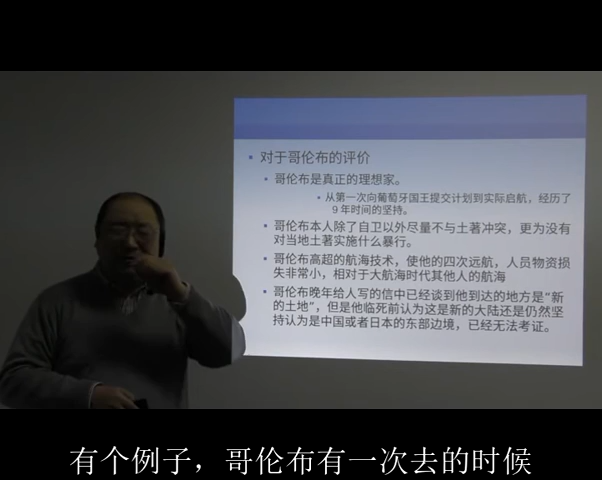 对于哥伦布的评价
哥伦布是真正的理想家。
从第一次向葡萄牙国王提交计划到实际启航，经历了
9年时间的坚持。
哥伦布本人除了自卫以外尽量不与土著冲突，更为没有
对当地土著实施什么暴行。
哥伦布高超的航海技术，使他的四次远航，人员物资损
失非常小，相对于大航海时代其他人的航海
哥伦布晚年给人写的信中已经谈到他到达的地方是“新
的土地”，但是他临死前认为这是新的大陆还是仍然坚
持认为是中国或者日本的东部边境，已经无法考证。
有个例子，哥伦布有一次去的时候